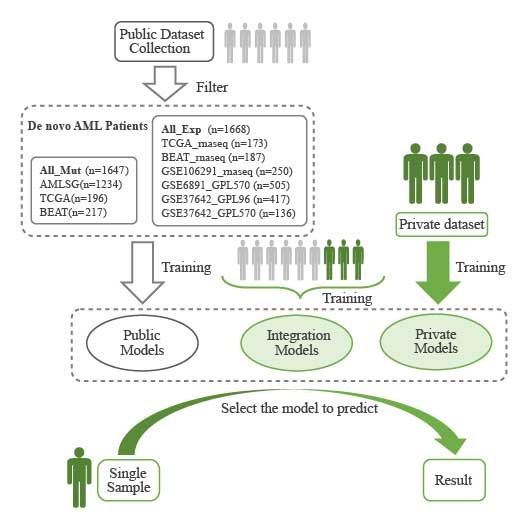 Public Dataset
Collection
Filter
De novo AML Patients
All_Mut (n=1647)
AMLSG(n=1234)
TCGA(n=196)
BEAT(n=217)
All_Exp (n=1668)
TCGA_rnaseq (n=173)
BEAT_rnaseq (n=187)
GSE106291_rnaseq (n=250)
GSE6891_GPL570 (n=505)
GSE37642_GPL96 (n=417)
GSE37642_GPL570 (n=136)
Private dataset
Training
Training
Training
Public
Models
Integration
Models
Private
Models
Select the model to predict
Single
Sample
Result